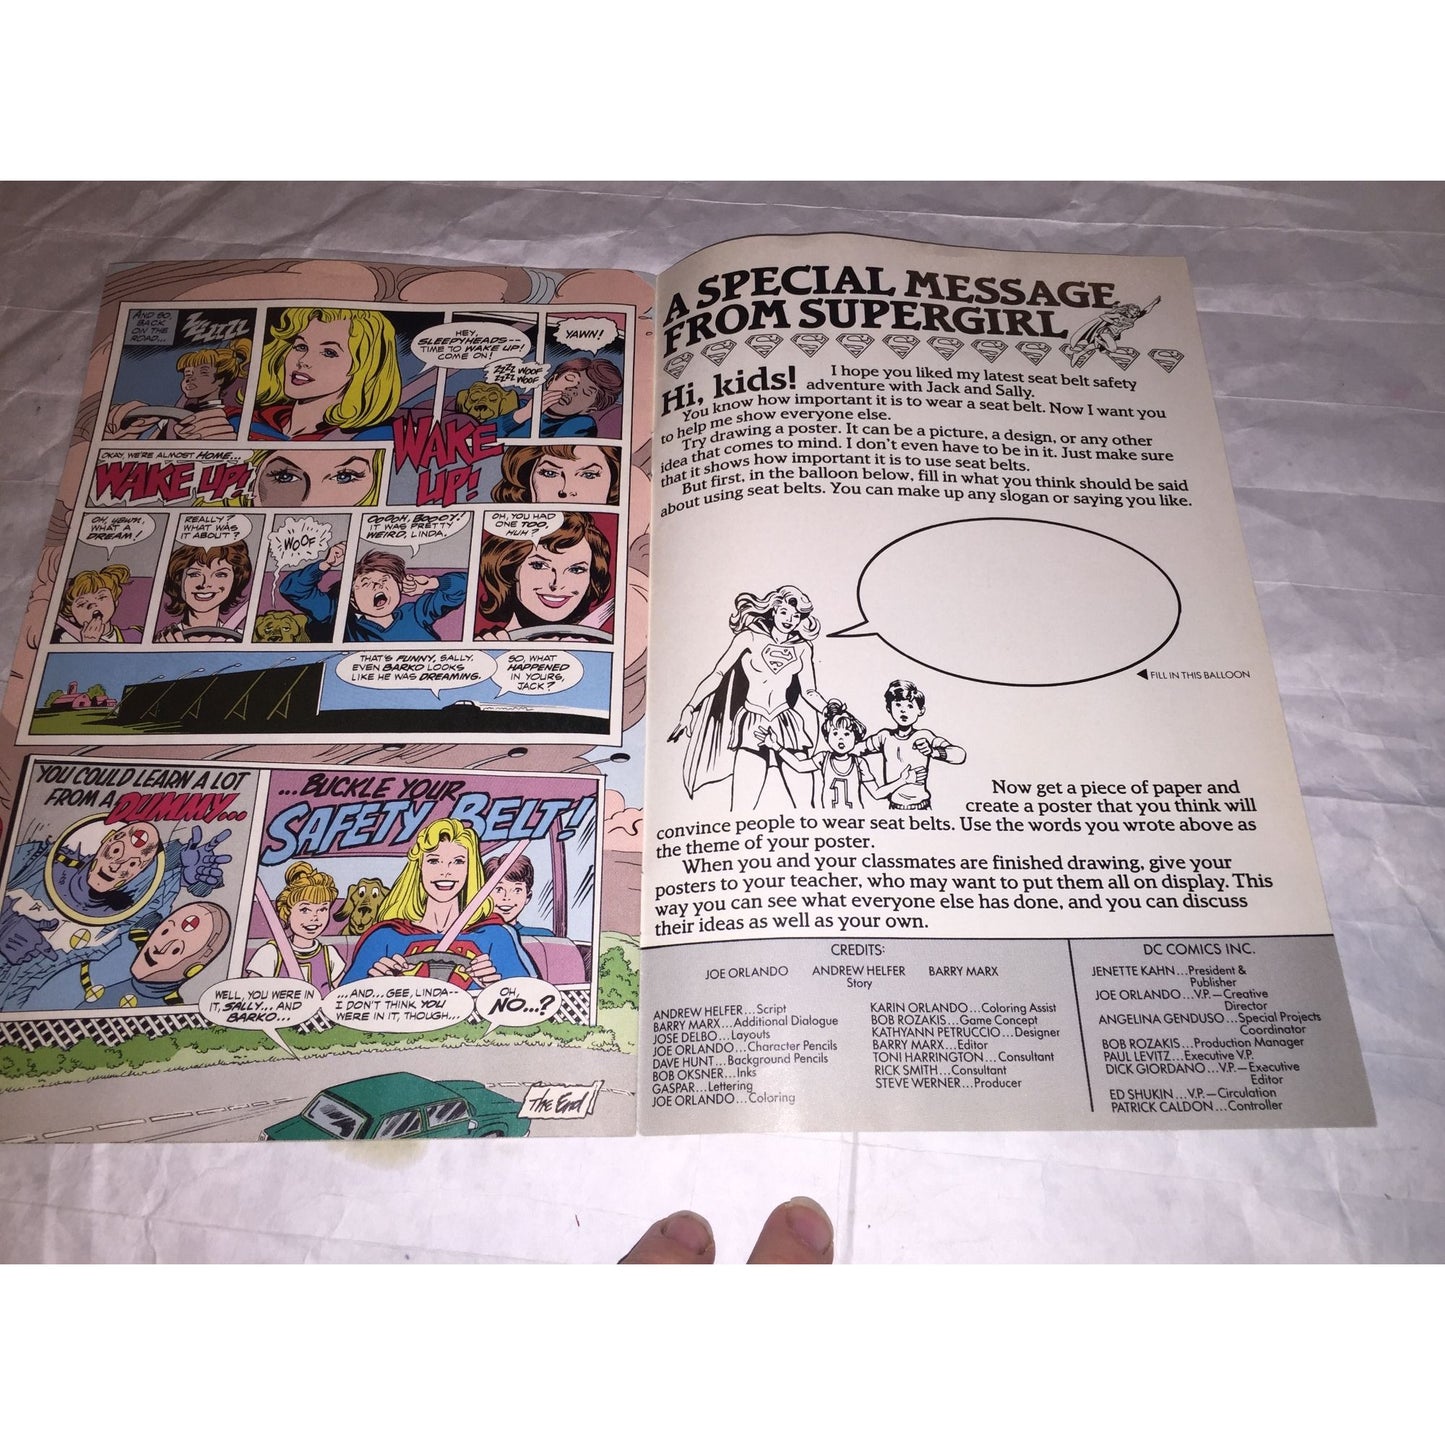 AND SO,
BACK
ON THE
ROAD...
ZZZZZZ
HEY,
SLEEPYHEADS--
TIME TO WAKE UP!
COME ON!
YAWN!
ZZZZ WOOF
ZZZZ WOOF
OKAY, WE'RE ALMOST HOME...
WAKE UP!
WAKE
UP!
WHAT A
DREAM!
REALLY?
WHAT WAS
IT ABOUT?
WOOF!
OOOOH, BOOOY!
IT WAS PRETTY
WEIRD, LINDA.
OH, YOU HAD
ONE TOO,
HUH?
THAT'S FUNNY, SALLY.
EVEN BARKO LOOKS
LIKE HE WAS DREAMING.
SO, WHAT
HAPPENED
IN YOURS,
JACK?
YOU COULD LEARN A LOT
FROM A DUMMY...
...BUCKLE YOUR
SAFETY BELT!
WELL, YOU WERE IN
IT, SALLY... AND
BARKO...
...AND... GEE, LINDA--
I DON'T THINK YOU
WERE IN IT, THOUGH...
OH,
NO...?
The End
A SPECIAL MESSAGE
FROM SUPERGIRL
Hi, kids! I hope you liked my latest seat belt safety
adventure with Jack and Sally.
You know how important it is to wear a seat belt. Now I want you
to help me show everyone else.
Try drawing a poster. It can be a picture, a design, or any other
idea that comes to mind. I don't even have to be in it. Just make sure
that it shows how important it is to use seat belts.
But first, in the balloon below, fill in what you think should be said
about using seat belts. You can make up any slogan or saying you like.
FILL IN THIS BALLOON
Now get a piece of paper and
create a poster that you think will
convince people to wear seat belts. Use the words you wrote above as
the theme of your poster.
When you and your classmates are finished drawing, give your
posters to your teacher, who may want to put them all on display. This
way you can see what everyone else has done, and you can discuss
their ideas as well as your own.
CREDITS:
JOE ORLANDO ANDREW HELFER BARRY MARX
Story
ANDREW HELFER...Script
BARRY MARX...Additional Dialogue
JOSE DELBO...Layouts
JOE ORLANDO...Character Pencils
DAVE HUNT...Background Pencils
BOB OKSNER...Inks
GASPAR...Lettering
JOE ORLANDO...Coloring
KARIN ORLANDO...Coloring Assist
BOB ROZAKIS...Game Concept
KATHYANN PETRUCCIO...Designer
BARRY MARX...Editor
TONI HARRINGTON...Consultant
RICK SMITH...Consultant
STEVE WERNER...Producer
DC COMICS INC.
JENETTE KAHN...President &
Publisher
JOE ORLANDO...V.P.—Creative
Director
ANGELINA GENDUSO...Special Projects
Coordinator
BOB ROZAKIS...Production Manager
PAUL LEVITZ...Executive V.P.
DICK GIORDANO...V.P.—Executive
Editor
ED SHUKIN...V.P.—Circulation
PATRICK CALDON...Controller